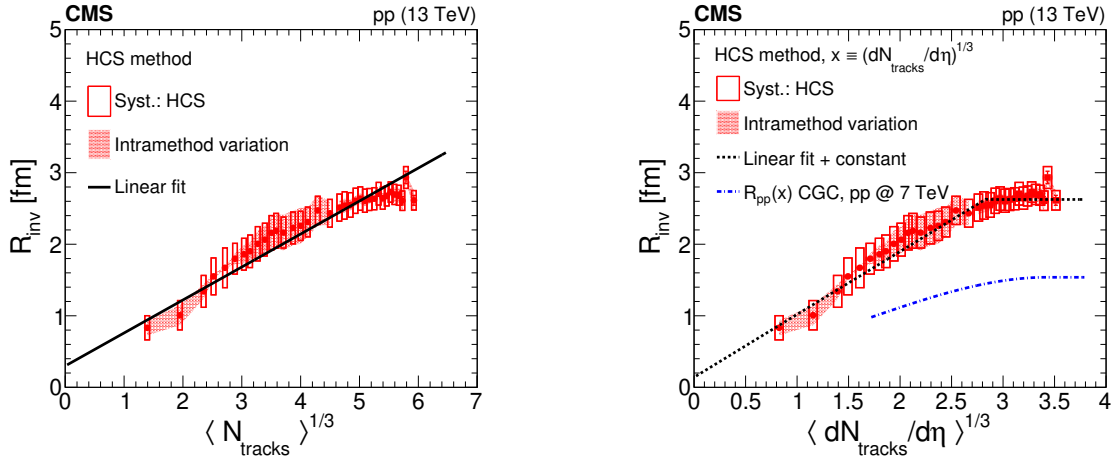 CMS pp (13 TeV)
HCS method
Syst.: HCS
Intramethod variation
Linear fit
R_inv [fm]
5
4
3
2
1
0
0 1 2 3 4 5 6 7
⟨ N_tracks ⟩^1/3
CMS pp (13 TeV)
HCS method, x ≡ (dN_tracks/dη)^1/3
Syst.: HCS
Intramethod variation
Linear fit + constant
R_pp(x) CGC, pp @ 7 TeV
R_inv [fm]
5
4
3
2
1
0
0 0.5 1 1.5 2 2.5 3 3.5 4
⟨ dN_tracks/dη ⟩^1/3